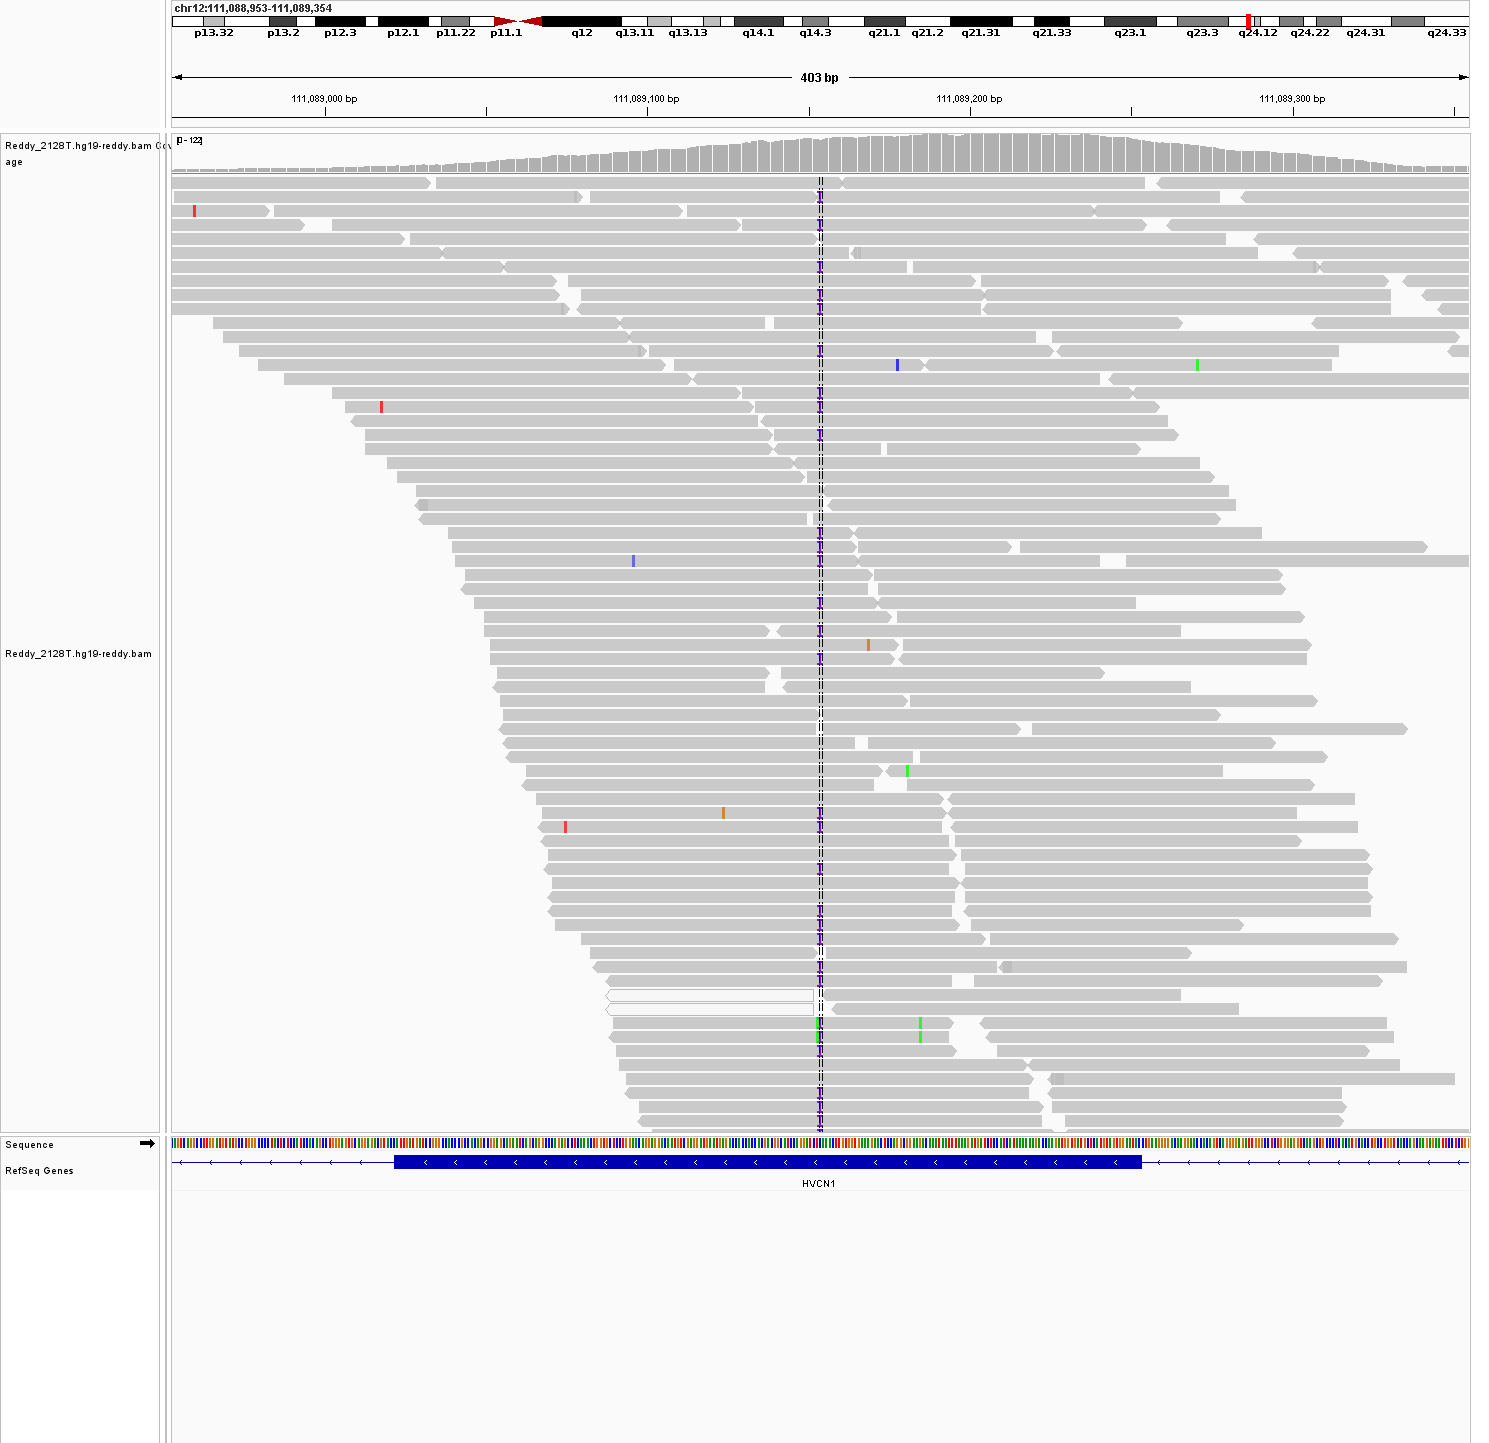 chr12:111,088,953-111,089,354
p13.32 p13.2 p12.3 p12.1 p11.22 p11.1 q12 q13.11 q13.13 q14.1 q14.3 q21.1 q21.2 q21.31 q21.33 q23.1 q23.3 q24.12 q24.22 q24.31 q24.33
403 bp
111,089,000 bp 111,089,100 bp 111,089,200 bp 111,089,300 bp
Reddy_2128T.hg19-reddy.bam
age
[0 - 122]
Reddy_2128T.hg19-reddy.bam
Sequence
RefSeq Genes
HVCN1